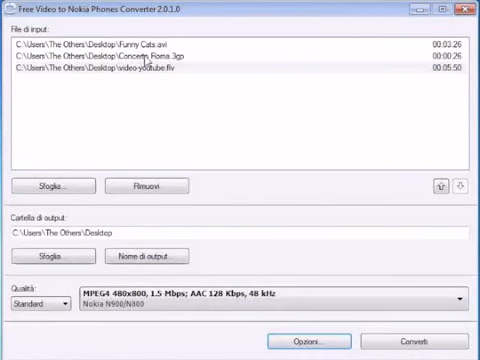 Free Video to Nokia Phones Converter 2.0.1.0
File di input:
C:\Users\The Others\Desktop\Funny Cats.avi 00:03:26
C:\Users\The Others\Desktop\Concerto Roma.3gp 00:00:26
C:\Users\The Others\Desktop\video-youtube.flv 00:05:50
Sfoglia... Rimuovi
Cartella di output:
C:\Users\The Others\Desktop
Sfoglia... Nome di output...
Qualità:
Standard MPEG4 480x800, 1.5 Mbps; AAC 128 Kbps, 48 kHz
Nokia N900/N800
Opzioni... Converti